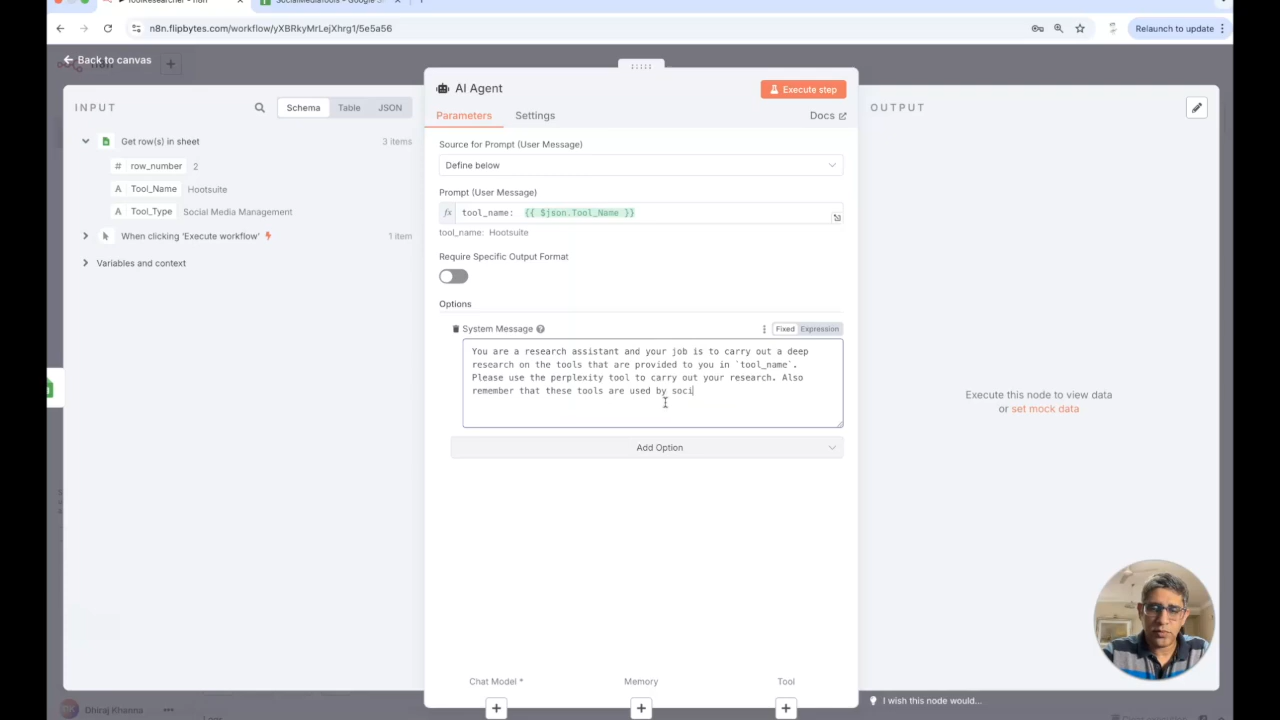 n8n.flipbytes.com/workflow/yXBRkyMrLejXhrg1/5e5a56
Relaunch to update
Back to canvas
INPUT
Schema
Table
JSON
Get row(s) in sheet
3 items
# row_number 2
A Tool_Name Hootsuite
A Tool_Type Social Media Management
When clicking 'Execute workflow'
1 item
Variables and context
AI Agent
Execute step
Parameters
Settings
Docs
Source for Prompt (User Message)
Define below
Prompt (User Message)
fx tool_name: {{ $json.Tool_Name }}
tool_name: Hootsuite
Require Specific Output Format
Options
System Message
Fixed
Expression
You are a research assistant and your job is to carry out a deep
research on the tools that are provided to you in `tool_name`.
Please use the perplexity tool to carry out your research. Also
remember that these tools are used by soci
Add Option
Chat Model *
Memory
Tool
OUTPUT
Execute this node to view data
or set mock data
I wish this node would...
Dhiraj Khanna